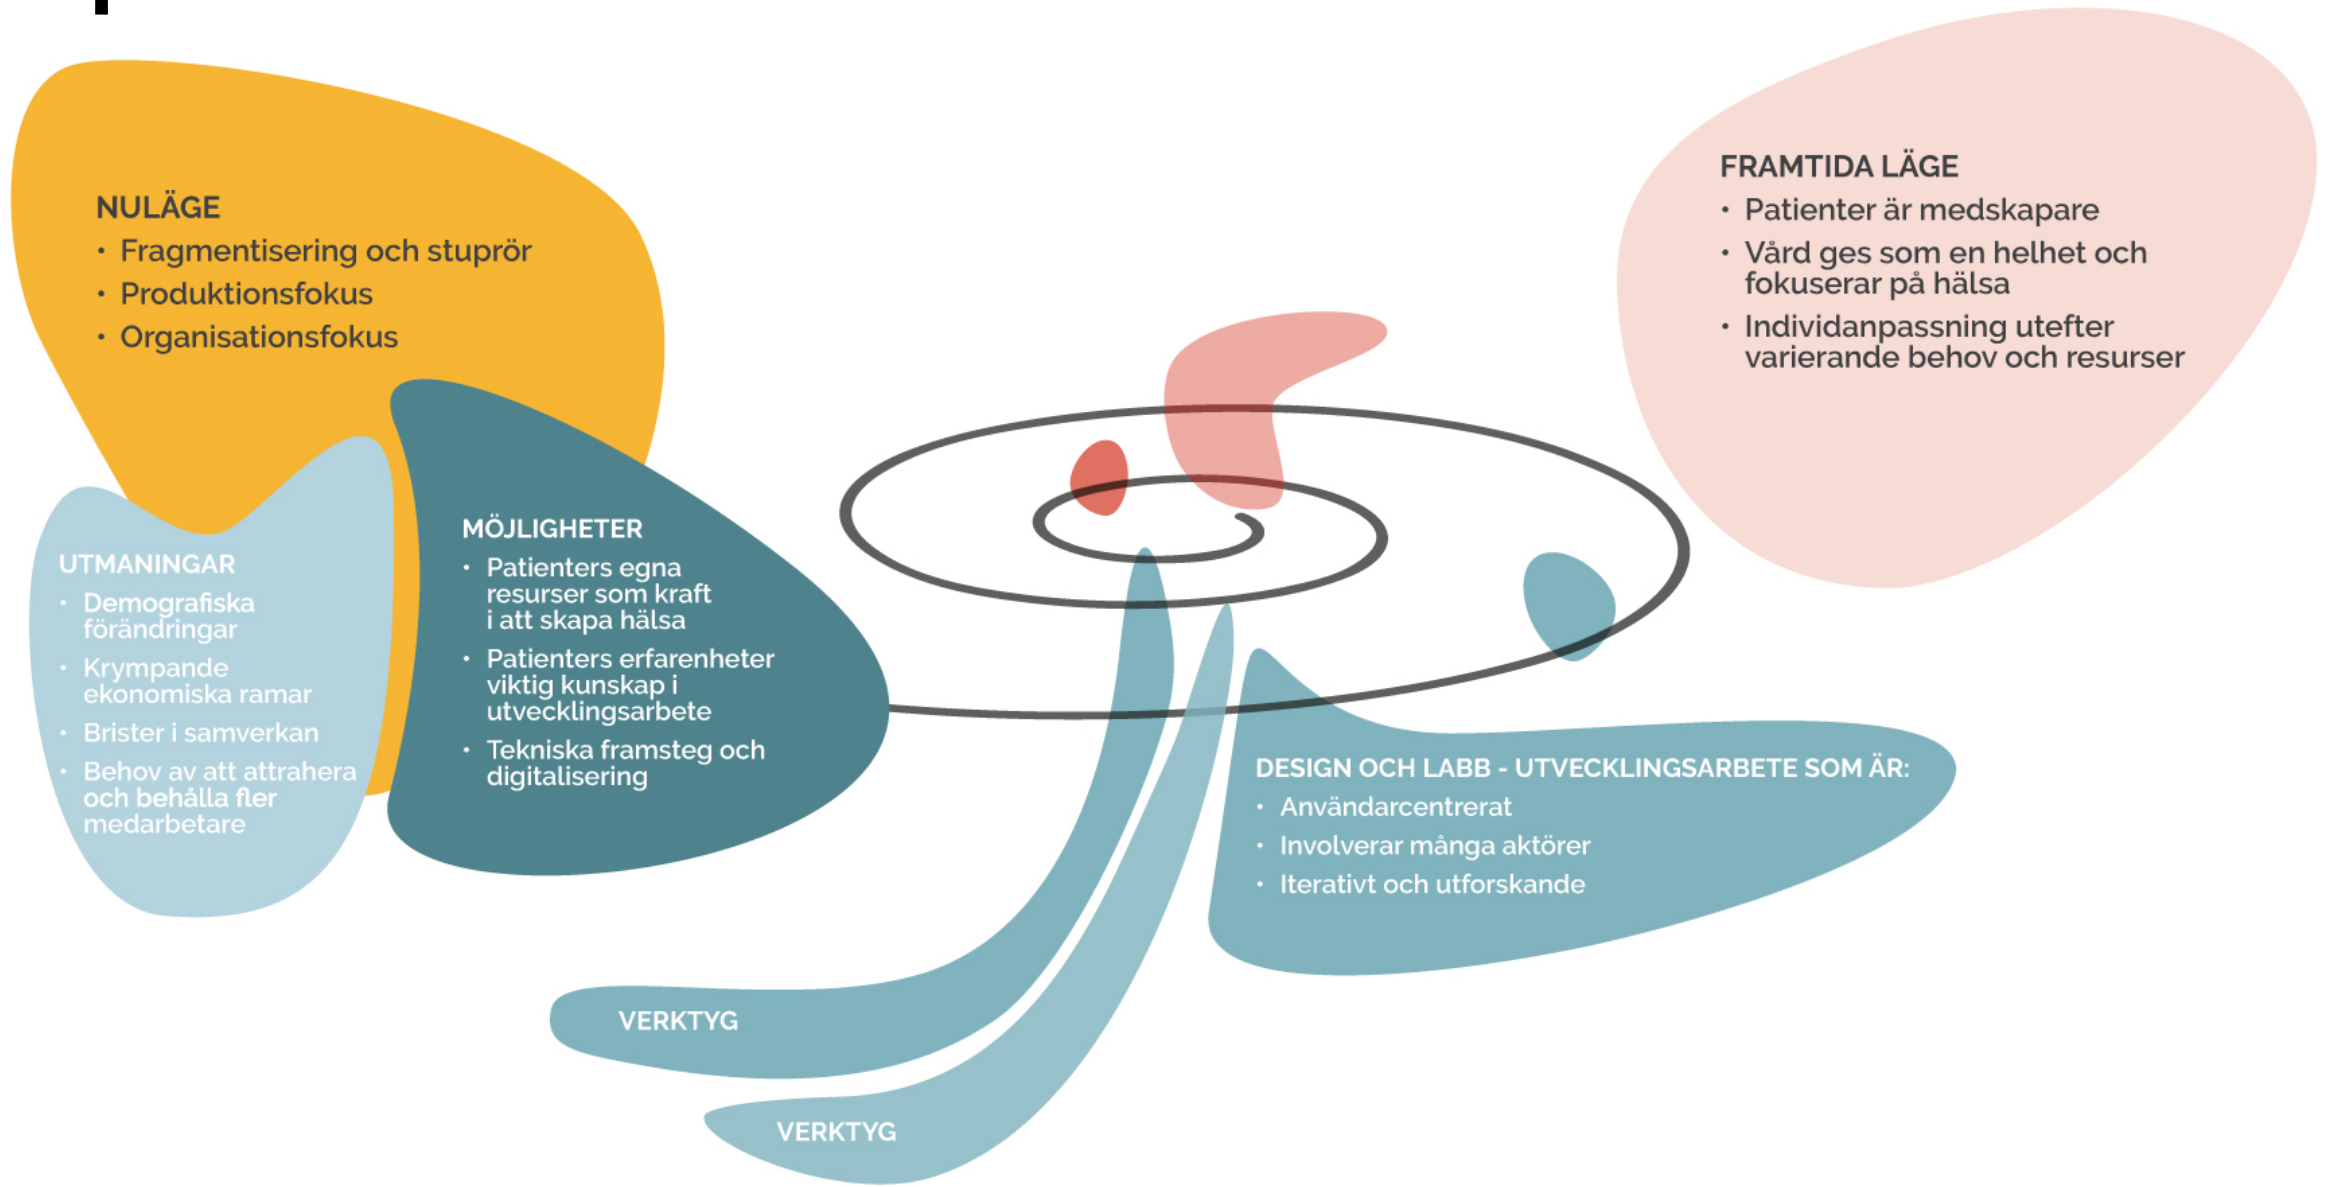 NULÄGE
• Fragmentisering och stuprör
• Produktionsfokus
• Organisationsfokus
UTMANINGAR
• Demografiska
förändringar
• Krympande
ekonomiska ramar
• Brister i samverkan
• Behov av att attrahera
och behålla fler
medarbetare
MÖJLIGHETER
• Patienters egna
resurser som kraft
i att skapa hälsa
• Patienters erfarenheter
viktig kunskap i
utvecklingsarbete
• Tekniska framsteg och
digitalisering
FRAMTIDA LÄGE
• Patienter är medskapare
• Vård ges som en helhet och
fokuserar på hälsa
• Individanpassning utefter
varierande behov och resurser
DESIGN OCH LABB - UTVECKLINGSARBETE SOM ÄR:
• Användarcentrerat
• Involverar många aktörer
• Iterativt och utforskande
VERKTYG
VERKTYG